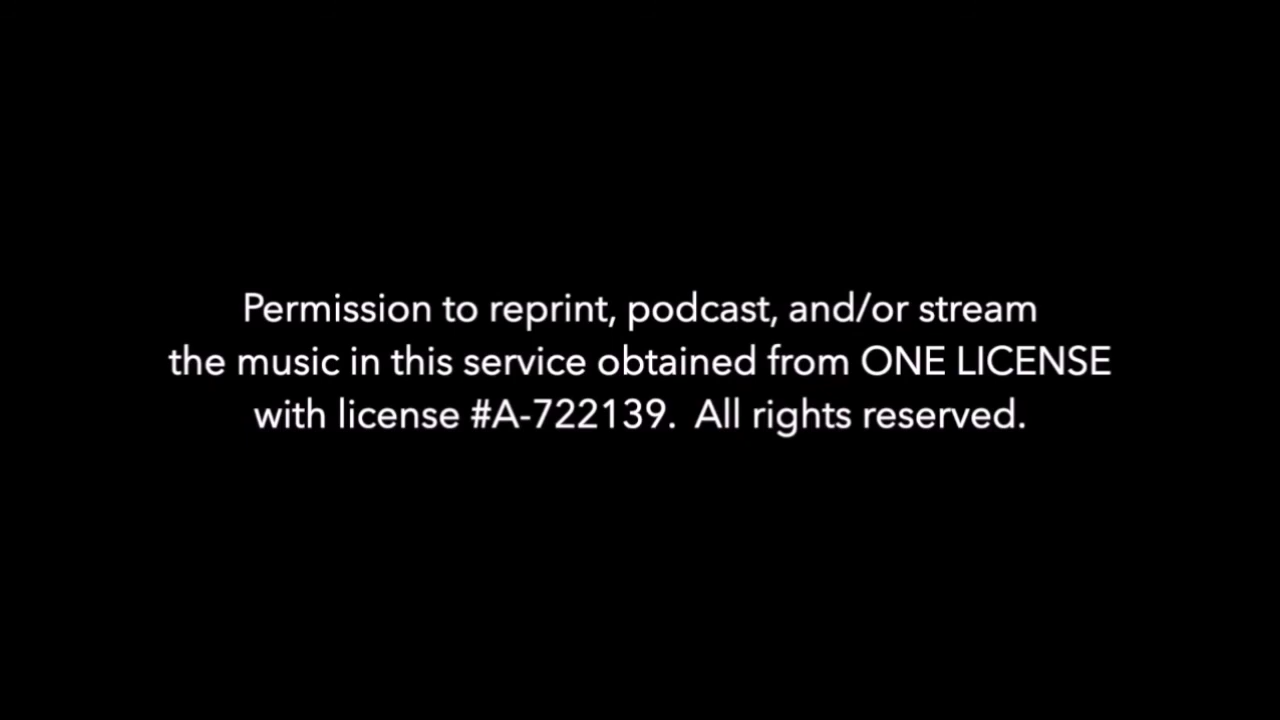 Permission to reprint, podcast, and/or stream
the music in this service obtained from ONE LICENSE
with license #A-722139.  All rights reserved.